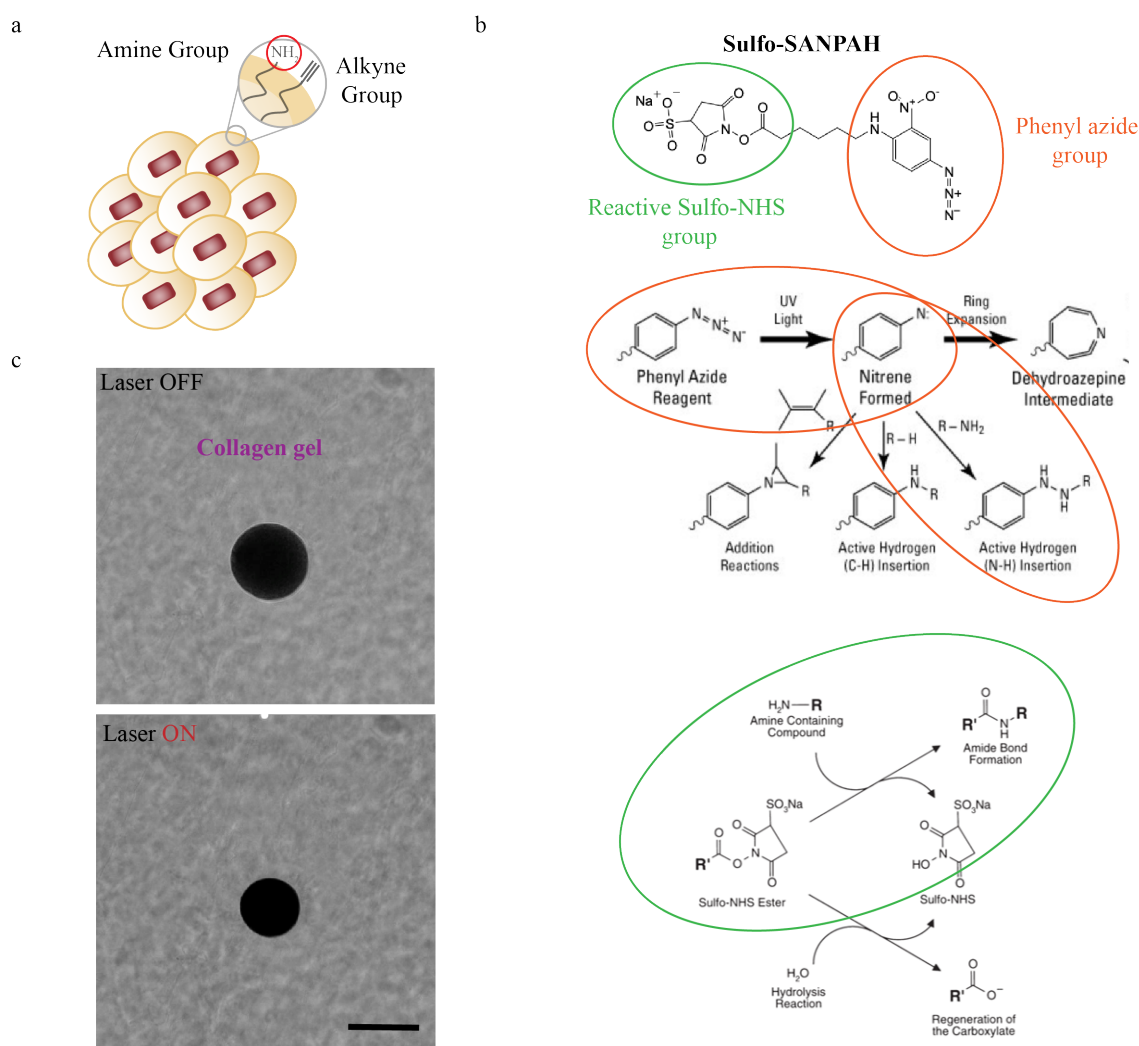 a
Amine Group
NH2
Alkyne
Group
b
Sulfo-SANPAH
Na+
O−
O
S
O
O
N
O
O
O
H
N
O
N+
O-
N
N+
N−
Phenyl azide
group
Reactive Sulfo-NHS
group
N
N+
N-
UV
Light
N:
Ring
Expansion
N
Phenyl Azide
Reagent
Nitrene
Formed
Dehydroazepine
Intermediate
R
R – H
R – NH2
N
R
H
N
R
H
N
N
H
R
Addition
Reactions
Active Hydrogen
(C-H) Insertion
Active Hydrogen
(N-H) Insertion
c
Laser OFF
Collagen gel
Laser ON
H2N—R
Amine Containing
Compound
O
R'
N
H
R
Amide Bond
Formation
SO3Na
O
O
R'
O
N
O
Sulfo-NHS Ester
SO3Na
O
N
HO
O
Sulfo-NHS
H2O
Hydrolysis
Reaction
O
R'
O−
Regeneration of
the Carboxylate